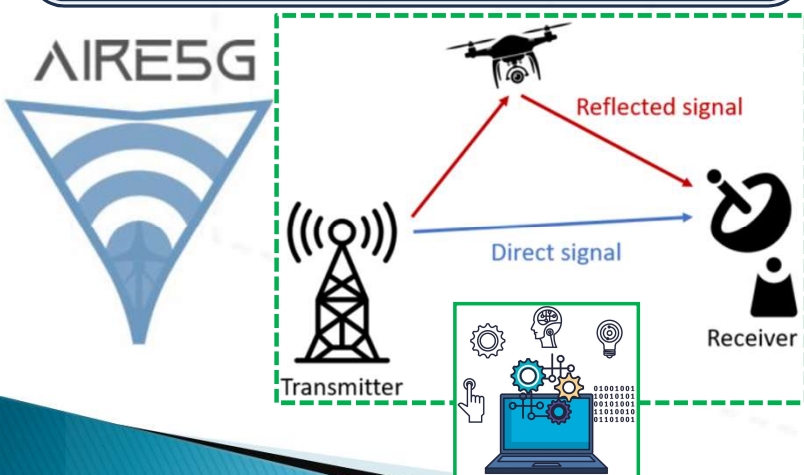 AIRE5G
Reflected signal
Direct signal
Receiver
Transmitter
01001001
10010101
00101001
11010010
01101001